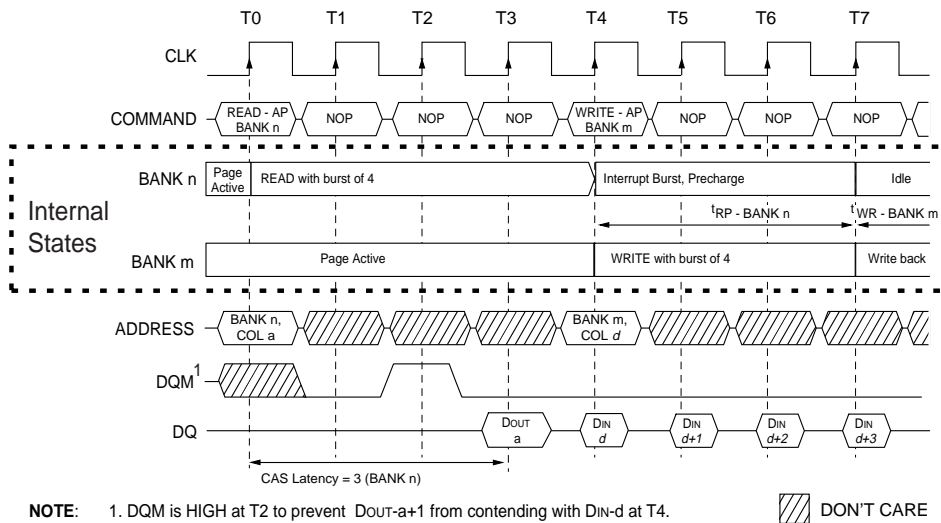 T0 T1 T2 T3 T4 T5 T6 T7
CLK
COMMAND READ - AP BANK n NOP NOP NOP WRITE - AP BANK m NOP NOP NOP
Internal States
BANK n Page Active READ with burst of 4 Interrupt Burst, Precharge Idle
tRP - BANK n tWR - BANK m
BANK m Page Active WRITE with burst of 4 Write back
ADDRESS BANK n, COL a BANK m, COL d
DQM1
DQ DOUT a DIN d DIN d+1 DIN d+2 DIN d+3
CAS Latency = 3 (BANK n)
NOTE: 1. DQM is HIGH at T2 to prevent DOUT-a+1 from contending with DIN-d at T4.
DON'T CARE